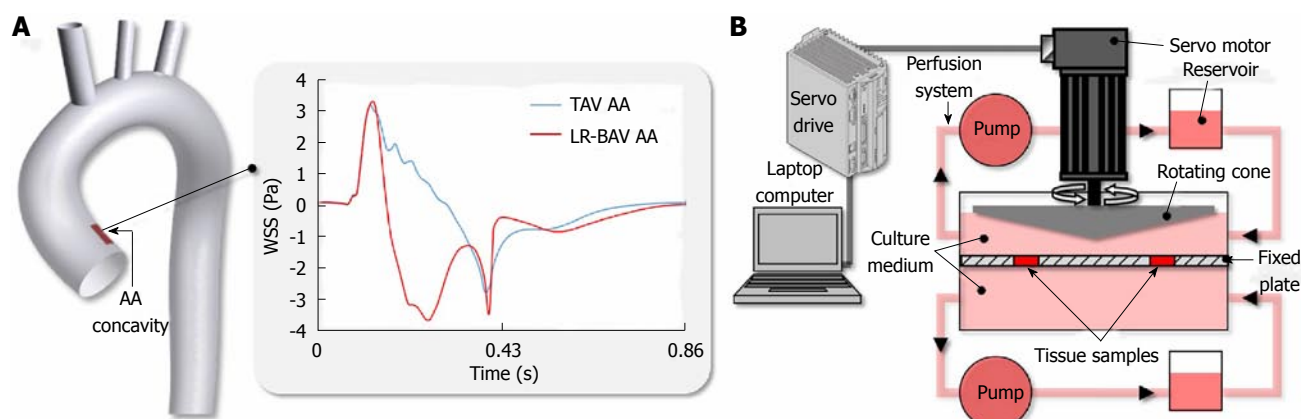 A
AA
concavity
WSS (Pa)
4
3
2
1
0
-1
-2
-3
-4
TAV AA
LR-BAV AA
0
0.43
0.86
Time (s)
B
Servo motor
Reservoir
Perfusion
system
Servo
drive
Pump
Laptop
computer
Rotating cone
Culture
medium
Fixed
plate
Tissue samples
Pump